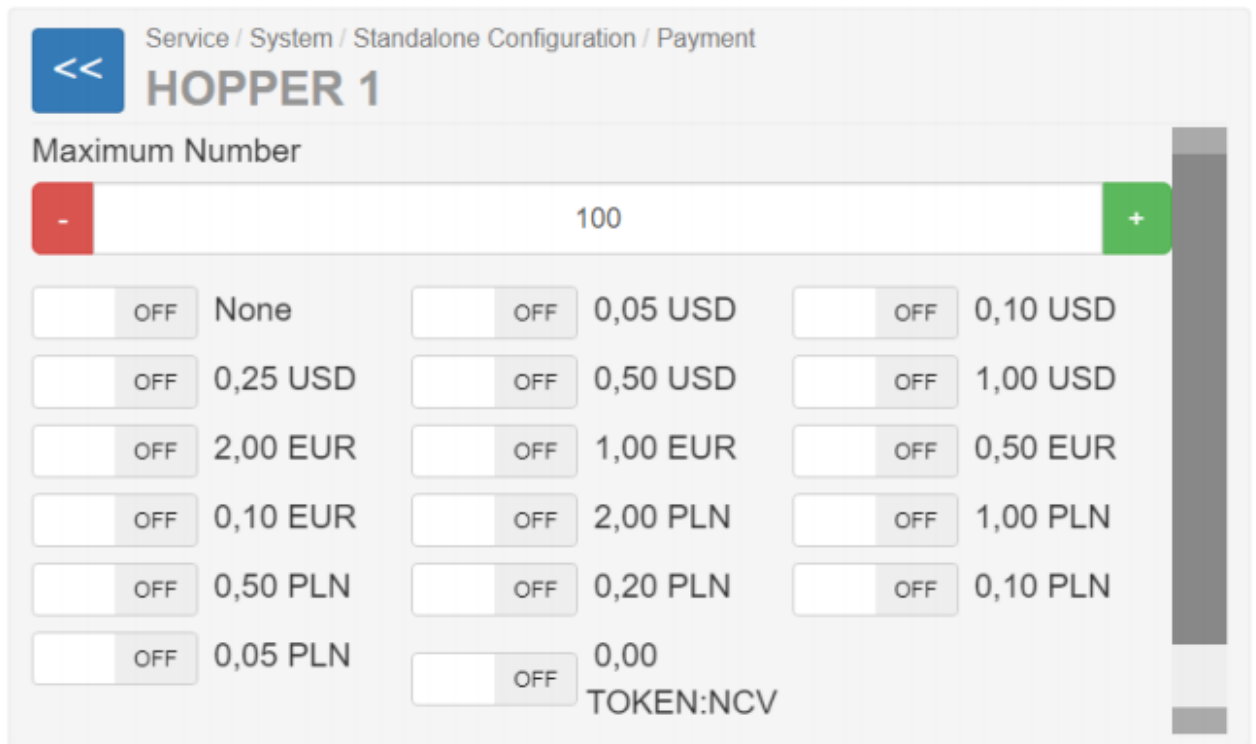 <<
Service / System / Standalone Configuration / Payment
HOPPER 1
Maximum Number
- 100 +
OFF None OFF 0,05 USD OFF 0,10 USD
OFF 0,25 USD OFF 0,50 USD OFF 1,00 USD
OFF 2,00 EUR OFF 1,00 EUR OFF 0,50 EUR
OFF 0,10 EUR OFF 2,00 PLN OFF 1,00 PLN
OFF 0,50 PLN OFF 0,20 PLN OFF 0,10 PLN
OFF 0,05 PLN OFF 0,00
TOKEN:NCV